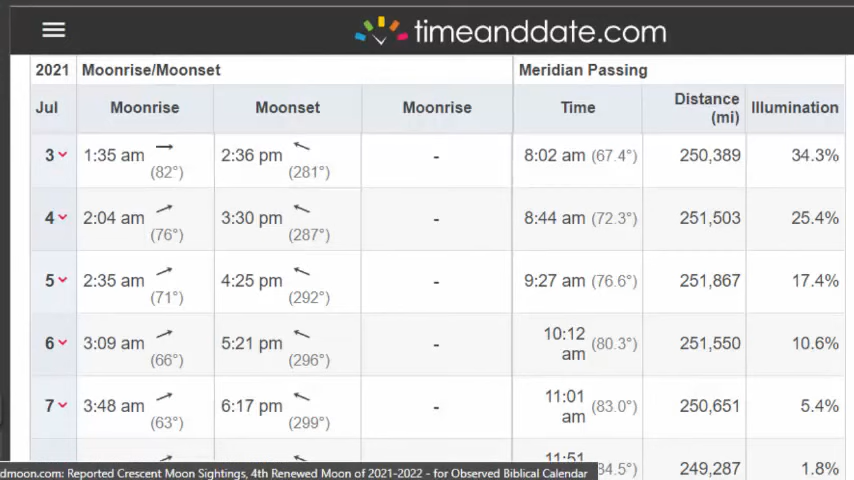 timeanddate.com
2021 Moonrise/Moonset Meridian Passing
Jul Moonrise Moonset Moonrise Time Distance (mi) Illumination
3 1:35 am (82°) 2:36 pm (281°) - 8:02 am (67.4°) 250,389 34.3%
4 2:04 am (76°) 3:30 pm (287°) - 8:44 am (72.3°) 251,503 25.4%
5 2:35 am (71°) 4:25 pm (292°) - 9:27 am (76.6°) 251,867 17.4%
6 3:09 am (66°) 5:21 pm (296°) - 10:12 am (80.3°) 251,550 10.6%
7 3:48 am (63°) 6:17 pm (299°) - 11:01 am (83.0°) 250,651 5.4%
11:51 34.5°) 249,287 1.8%
dmoon.com: Reported Crescent Moon Sightings, 4th Renewed Moon of 2021-2022 - for Observed Biblical Calendar